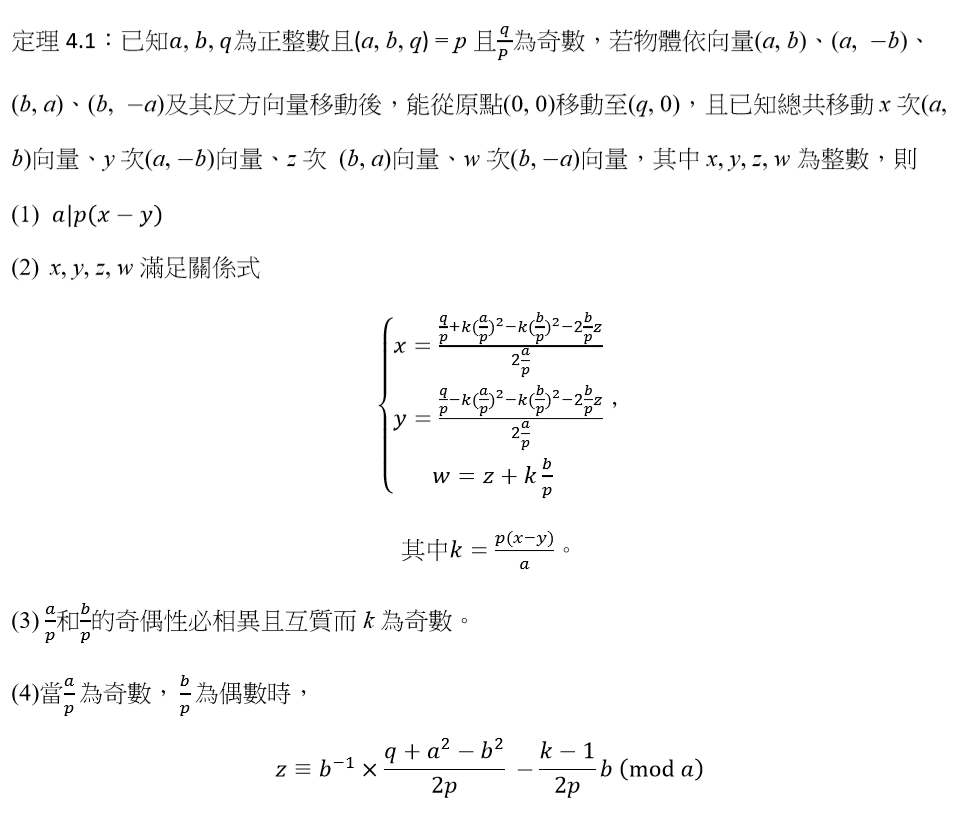 定理 4.1：已知a, b, q為正整數且(a, b, q) = p 且\frac{q}{P}為奇數，若物體依向量(a, b)、(a, −b)、
(b, a)、(b, −a)及其反方向量移動後，能從原點(0, 0)移動至(q, 0)，且已知總共移動 x 次(a,
b)向量、y 次(a, −b)向量、z 次 (b, a)向量、w 次(b, −a)向量，其中 x, y, z, w 為整數，則
(1) a|p(x − y)
(2) x, y, z, w 滿足關係式
x = \frac{\frac{q}{p}+k(\frac{a}{p})^2−k(\frac{b}{p})^2−2\frac{b}{p}z}{2\frac{a}{p}}
y = \frac{\frac{q}{p}−k(\frac{a}{p})^2−k(\frac{b}{p})^2−2\frac{b}{p}z}{2\frac{a}{p}} ，
w = z + k\frac{b}{p}
其中k = \frac{p(x−y)}{a}。
(3)\frac{a}{p}和\frac{b}{p}的奇偶性必相異且互質而 k 為奇數。
(4)當\frac{a}{p}為奇數，\frac{b}{p}為偶數時，
z ≡ b^{−1} × \frac{q + a^2 − b^2}{2p} − \frac{k − 1}{2p}b (mod a)